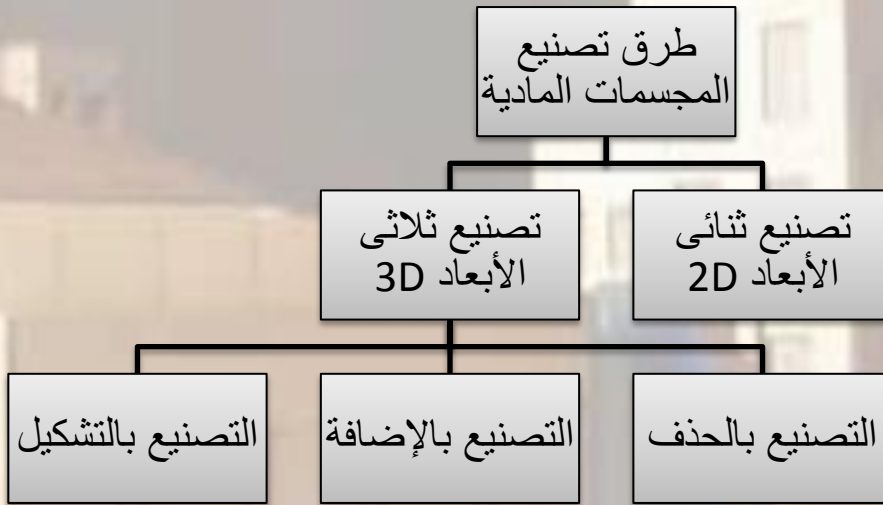 طرق تصنيع
المجسمات المادية
تصنيع ثنائى
الأبعاد 2D
تصنيع ثلاثى
الأبعاد 3D
التصنيع بالحذف
التصنيع بالإضافة
التصنيع بالتشكيل